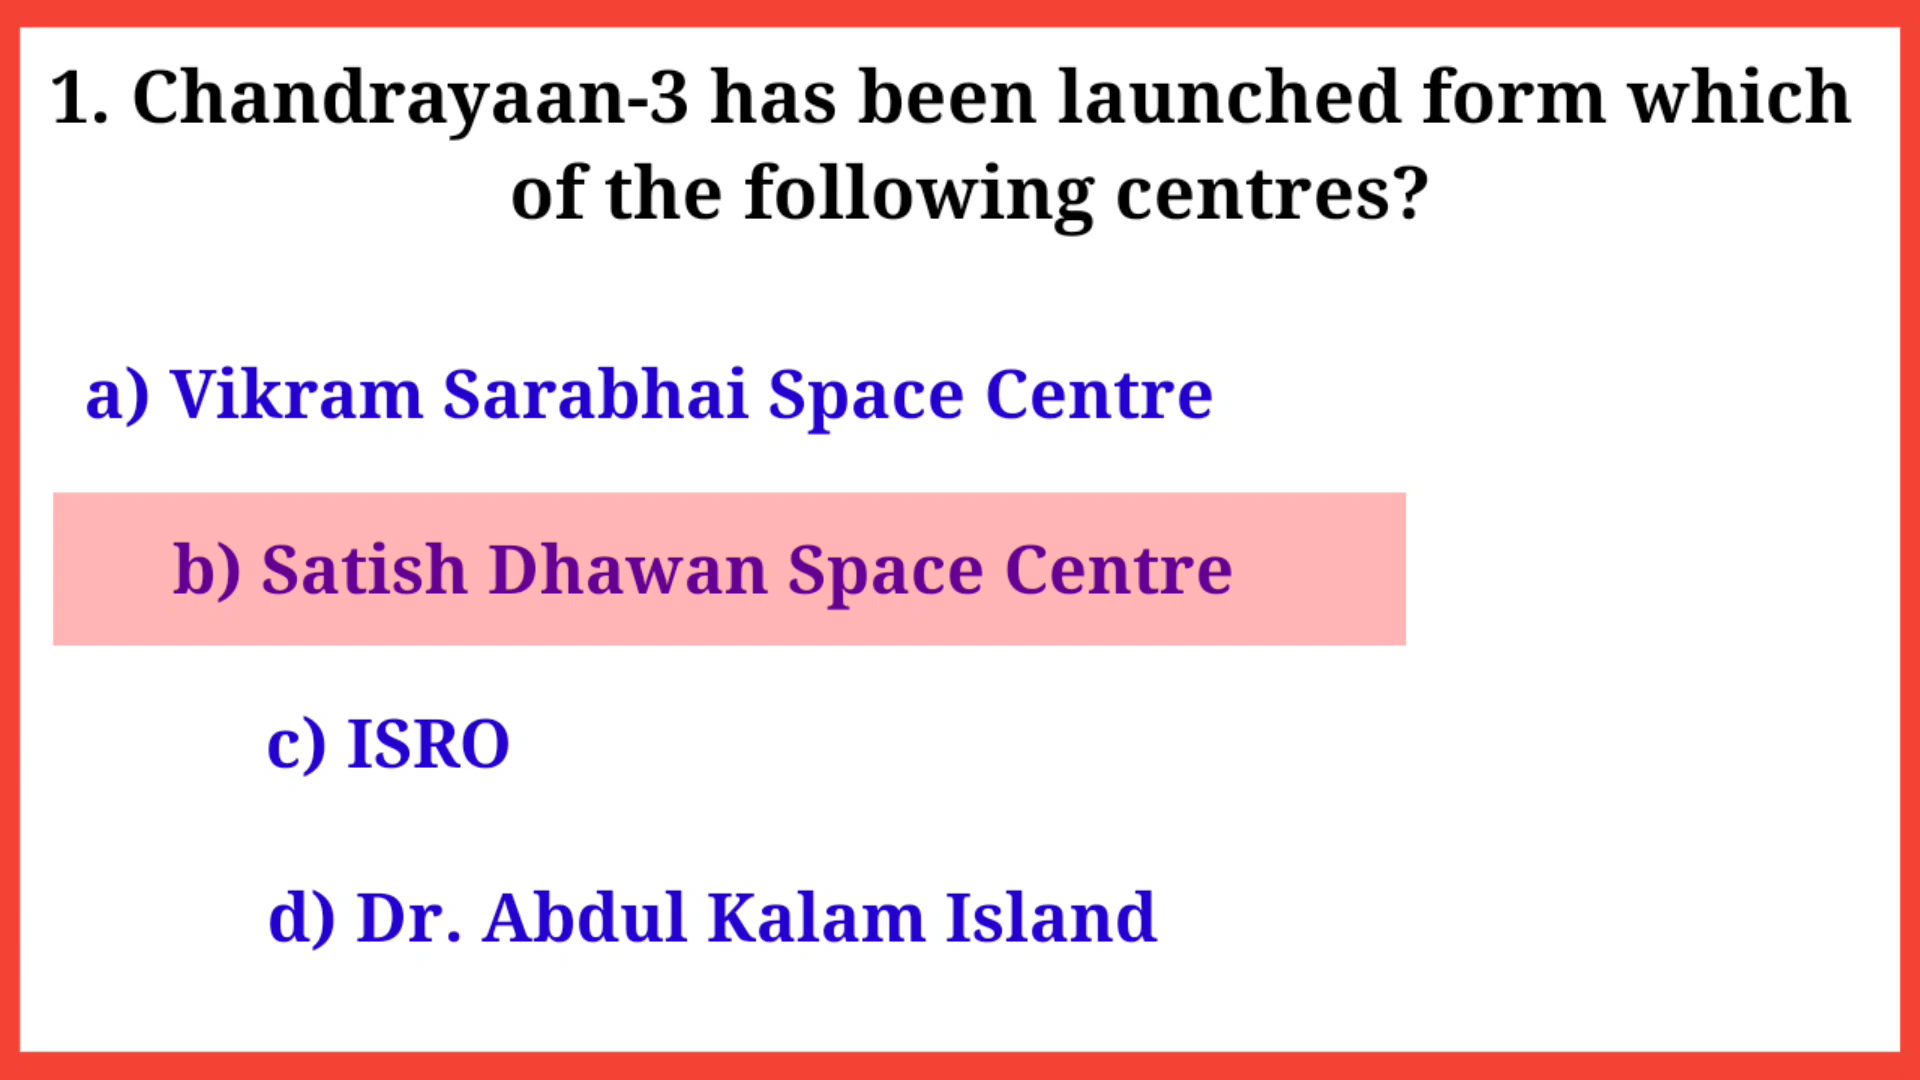 1. Chandrayaan-3 has been launched form which
of the following centres?
a) Vikram Sarabhai Space Centre
b) Satish Dhawan Space Centre
c) ISRO
d) Dr. Abdul Kalam Island